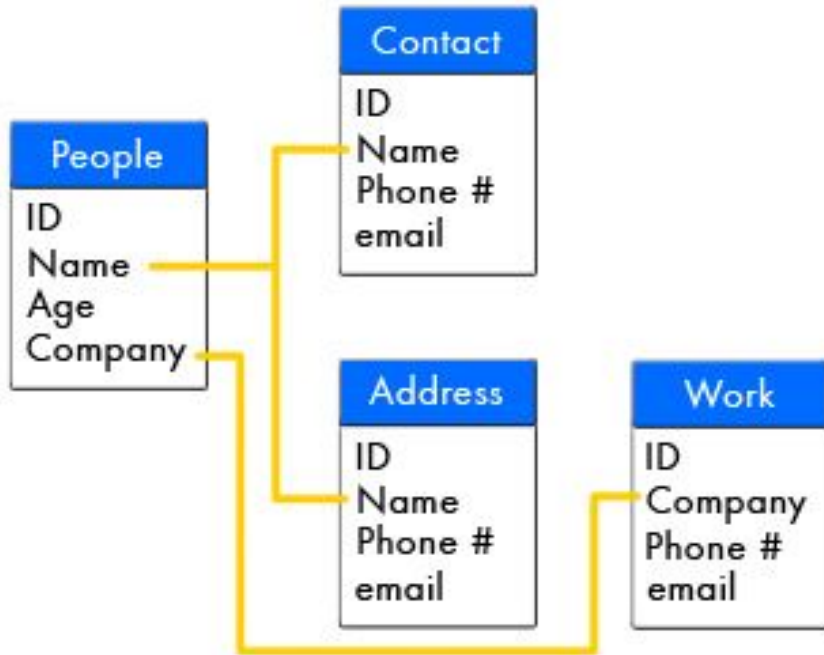 People
ID
Name
Age
Company
Contact
ID
Name
Phone #
email
Address
ID
Name
Phone #
email
Work
ID
Company
Phone #
email